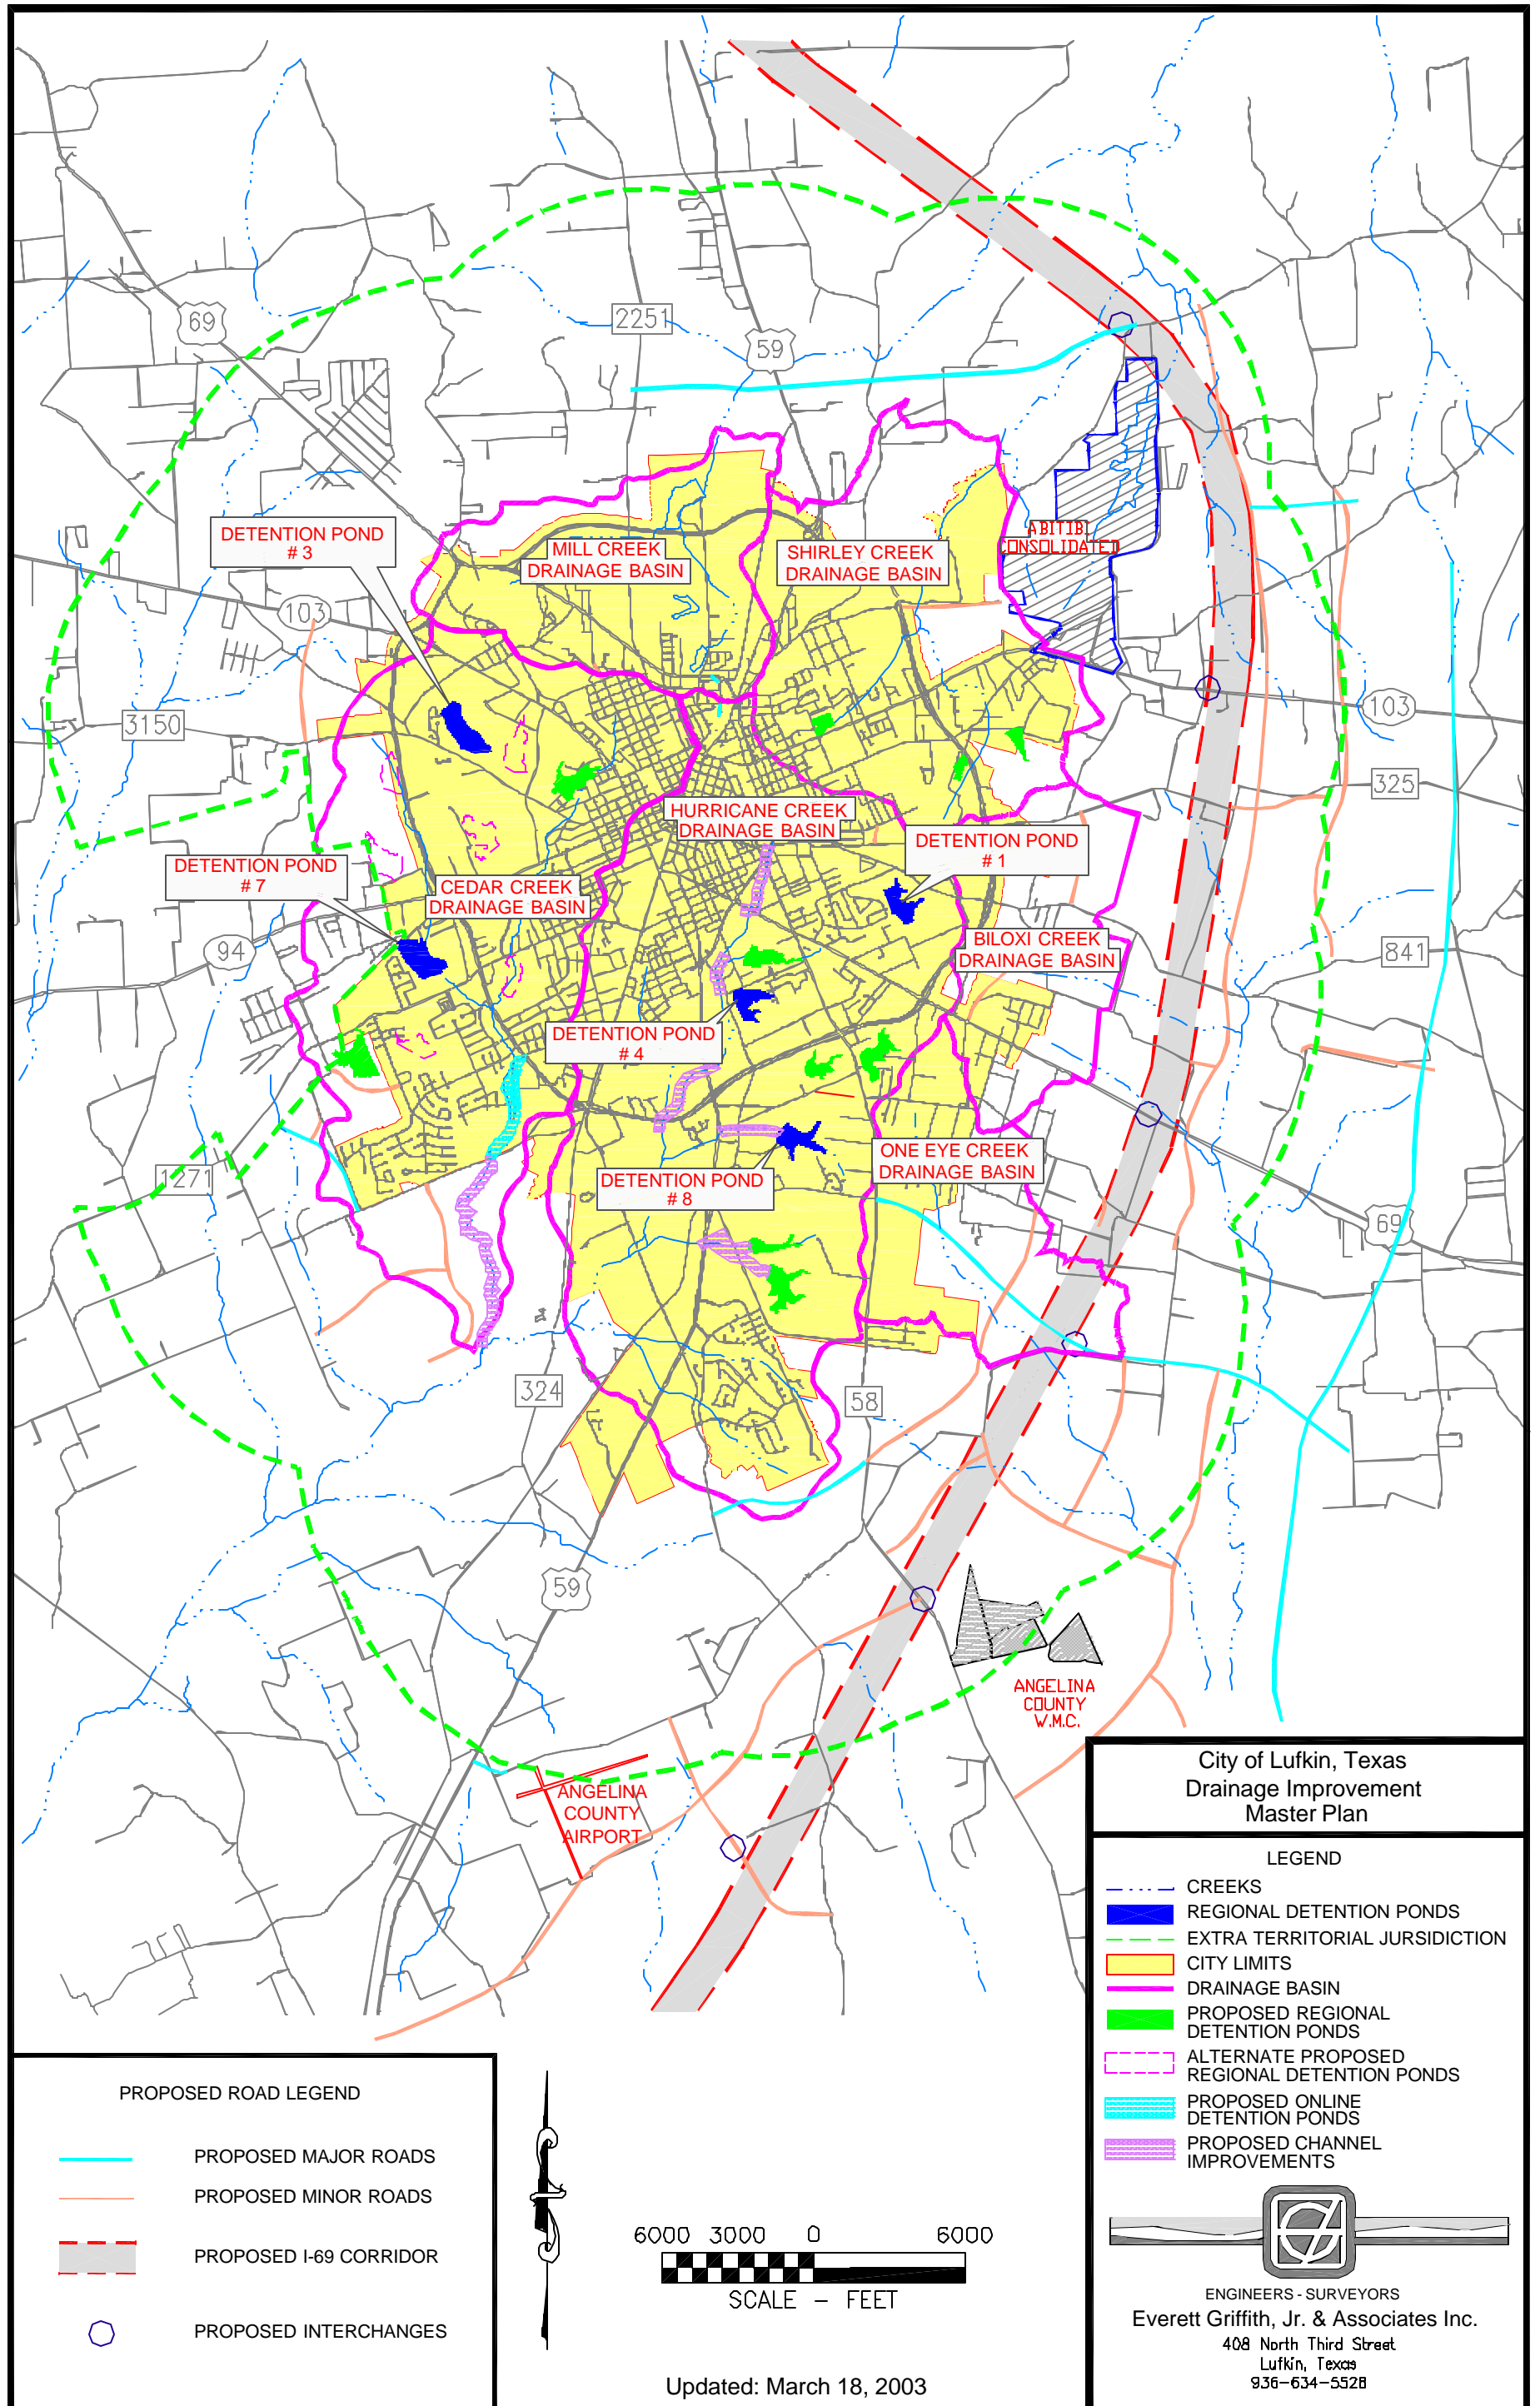 69
2251
59
DETENTION POND
# 3
MILL CREEK
DRAINAGE BASIN
SHIRLEY CREEK
DRAINAGE BASIN
ABITIBI
CONSOLIDATED
103
3150
103
325
HURRICANE CREEK
DRAINAGE BASIN
DETENTION POND
# 1
DETENTION POND
# 7
CEDAR CREEK
DRAINAGE BASIN
94
BILOXI CREEK
DRAINAGE BASIN
841
DETENTION POND
# 4
1271
ONE EYE CREEK
DRAINAGE BASIN
DETENTION POND
# 8
69
324
58
59
ANGELINA
COUNTY
W.M.C.
ANGELINA
COUNTY
AIRPORT
City of Lufkin, Texas
Drainage Improvement
Master Plan
LEGEND
CREEKS
REGIONAL DETENTION PONDS
EXTRA TERRITORIAL JURSIDICTION
CITY LIMITS
DRAINAGE BASIN
PROPOSED REGIONAL
DETENTION PONDS
ALTERNATE PROPOSED
REGIONAL DETENTION PONDS
PROPOSED ONLINE
DETENTION PONDS
PROPOSED CHANNEL
IMPROVEMENTS
ENGINEERS - SURVEYORS
Everett Griffith, Jr. & Associates Inc.
408 North Third Street
Lufkin, Texas
936-634-5528
PROPOSED ROAD LEGEND
PROPOSED MAJOR ROADS
PROPOSED MINOR ROADS
PROPOSED I-69 CORRIDOR
PROPOSED INTERCHANGES
6000 3000 0 6000
SCALE - FEET
Updated: March 18, 2003